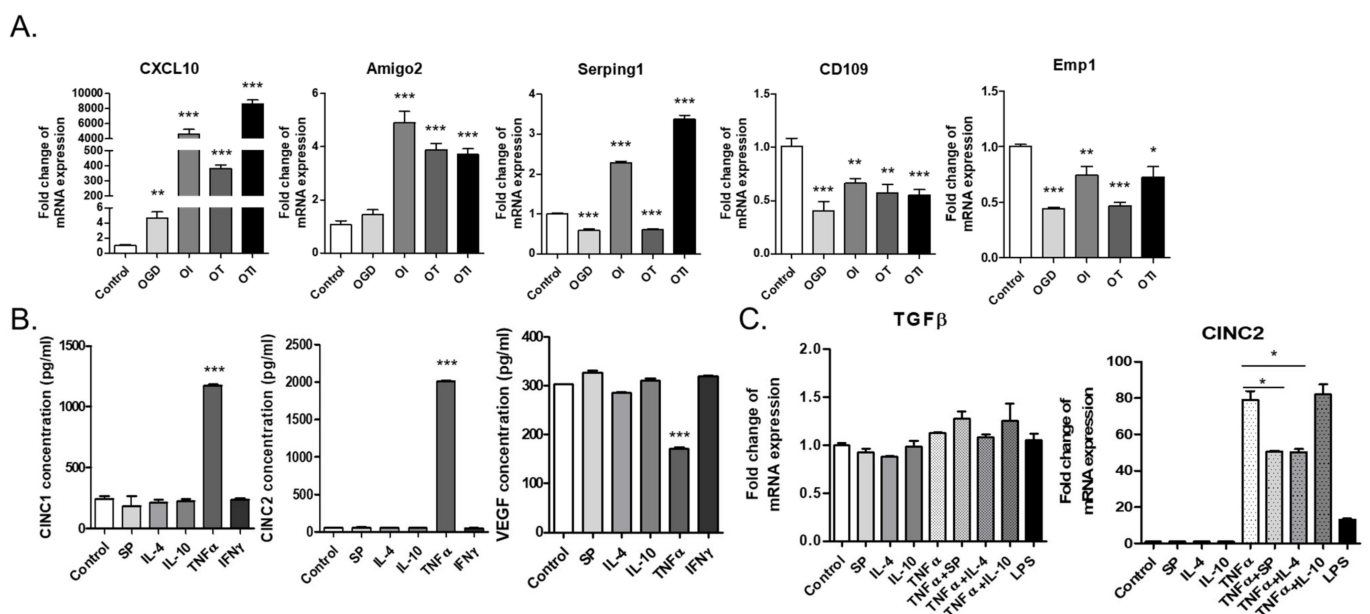 A.
CXCL10
Fold change of
mRNA expression
10000
8000
6000
4000
500
400
300
200
6
4
2
0
**
***
***
***
Control
OGD
OI
OT
OTI
Amigo2
Fold change of
mRNA expression
6
4
2
0
***
***
***
Control
OGD
OI
OT
OTI
Serping1
Fold change of
mRNA expression
4
3
2
1
0
***
***
***
***
Control
OGD
OI
OT
OTI
CD109
Fold change of
mRNA expression
1.5
1.0
0.5
0.0
***
**
**
***
Control
OGD
OI
OT
OTI
Emp1
Fold change of
mRNA expression
1.5
1.0
0.5
0.0
***
**
***
*
Control
OGD
OI
OT
OTI
B.
CINC1 concentration (pg/ml)
1500
1000
500
0
***
Control
SP
IL-4
IL-10
TNFα
IFNγ
CINC2 concentration (pg/ml)
2500
2000
1500
1000
500
0
***
Control
SP
IL-4
IL-10
TNFα
IFNγ
VEGF concentration (pg/ml)
400
300
200
100
0
***
Control
SP
IL-4
IL-10
TNFα
IFNγ
C.
TGFβ
Fold change of
mRNA expression
2.0
1.5
1.0
0.5
0.0
Control
SP
IL-4
IL-10
TNFα
TNFα+SP
TNFα+IL-4
TNFα+IL-10
LPS
CINC2
Fold change of
mRNA expression
100
80
60
40
20
0
*
*
Control
SP
IL-4
IL-10
TNFα
TNFα+SP
TNFα+IL-4
TNFα+IL-10
LPS